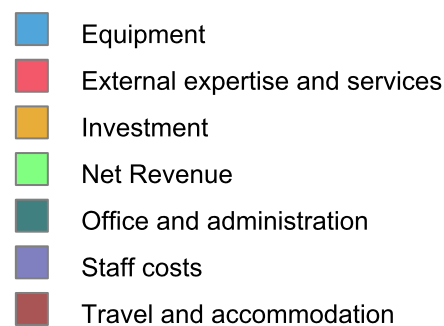 Equipment
External expertise and services
Investment
Net Revenue
Office and administration
Staff costs
Travel and accommodation